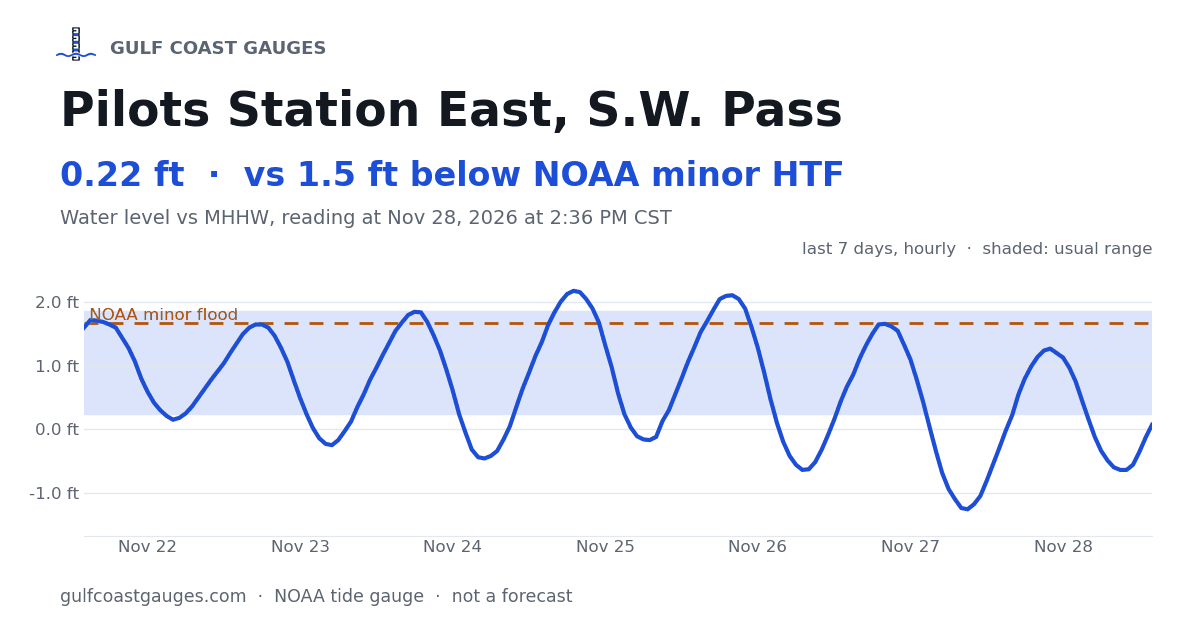 GULF COAST GAUGES
Pilots Station East, S.W. Pass
0.22 ft · vs 1.5 ft below NOAA minor HTF
Water level vs MHHW, reading at Nov 28, 2026 at 2:36 PM CST
last 7 days, hourly · shaded: usual range
2.0 ft
NOAA minor flood
1.0 ft
0.0 ft
-1.0 ft
Nov 22 Nov 23 Nov 24 Nov 25 Nov 26 Nov 27 Nov 28
gulfcoastgauges.com · NOAA tide gauge · not a forecast